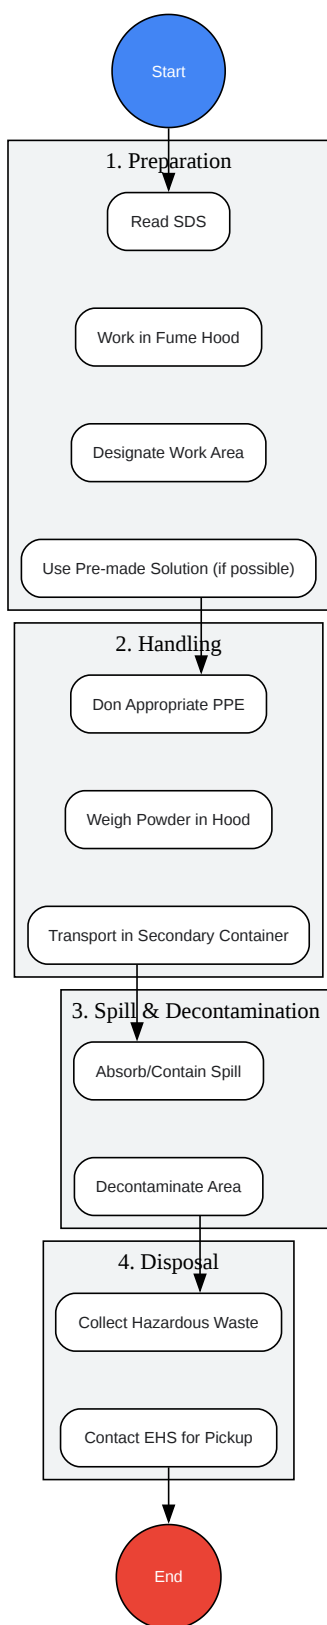 Start
1. Preparation
Read SDS
Work in Fume Hood
Designate Work Area
Use Pre-made Solution (if possible)
2. Handling
Don Appropriate PPE
Weigh Powder in Hood
Transport in Secondary Container
3. Spill & Decontamination
Absorb/Contain Spill
Decontaminate Area
4. Disposal
Collect Hazardous Waste
Contact EHS for Pickup
End